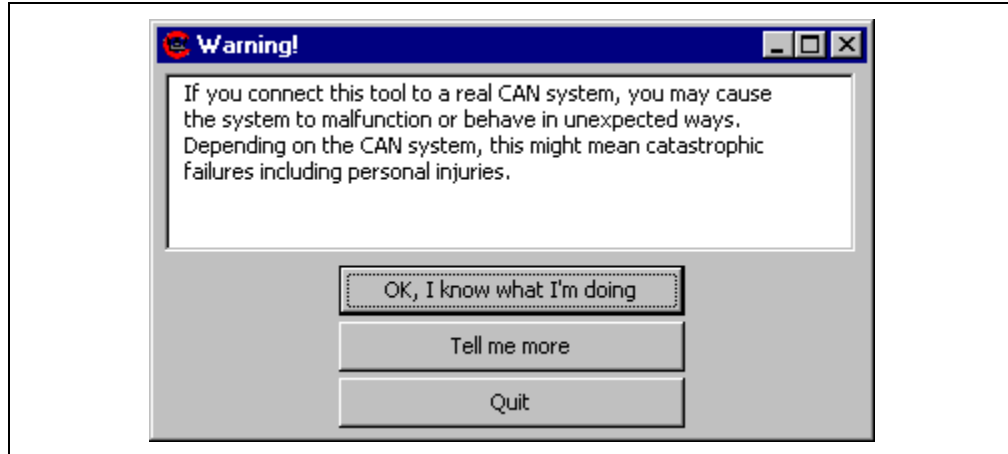 Warning!
If you connect this tool to a real CAN system, you may cause
the system to malfunction or behave in unexpected ways.
Depending on the CAN system, this might mean catastrophic
failures including personal injuries.
OK, I know what I'm doing
Tell me more
Quit